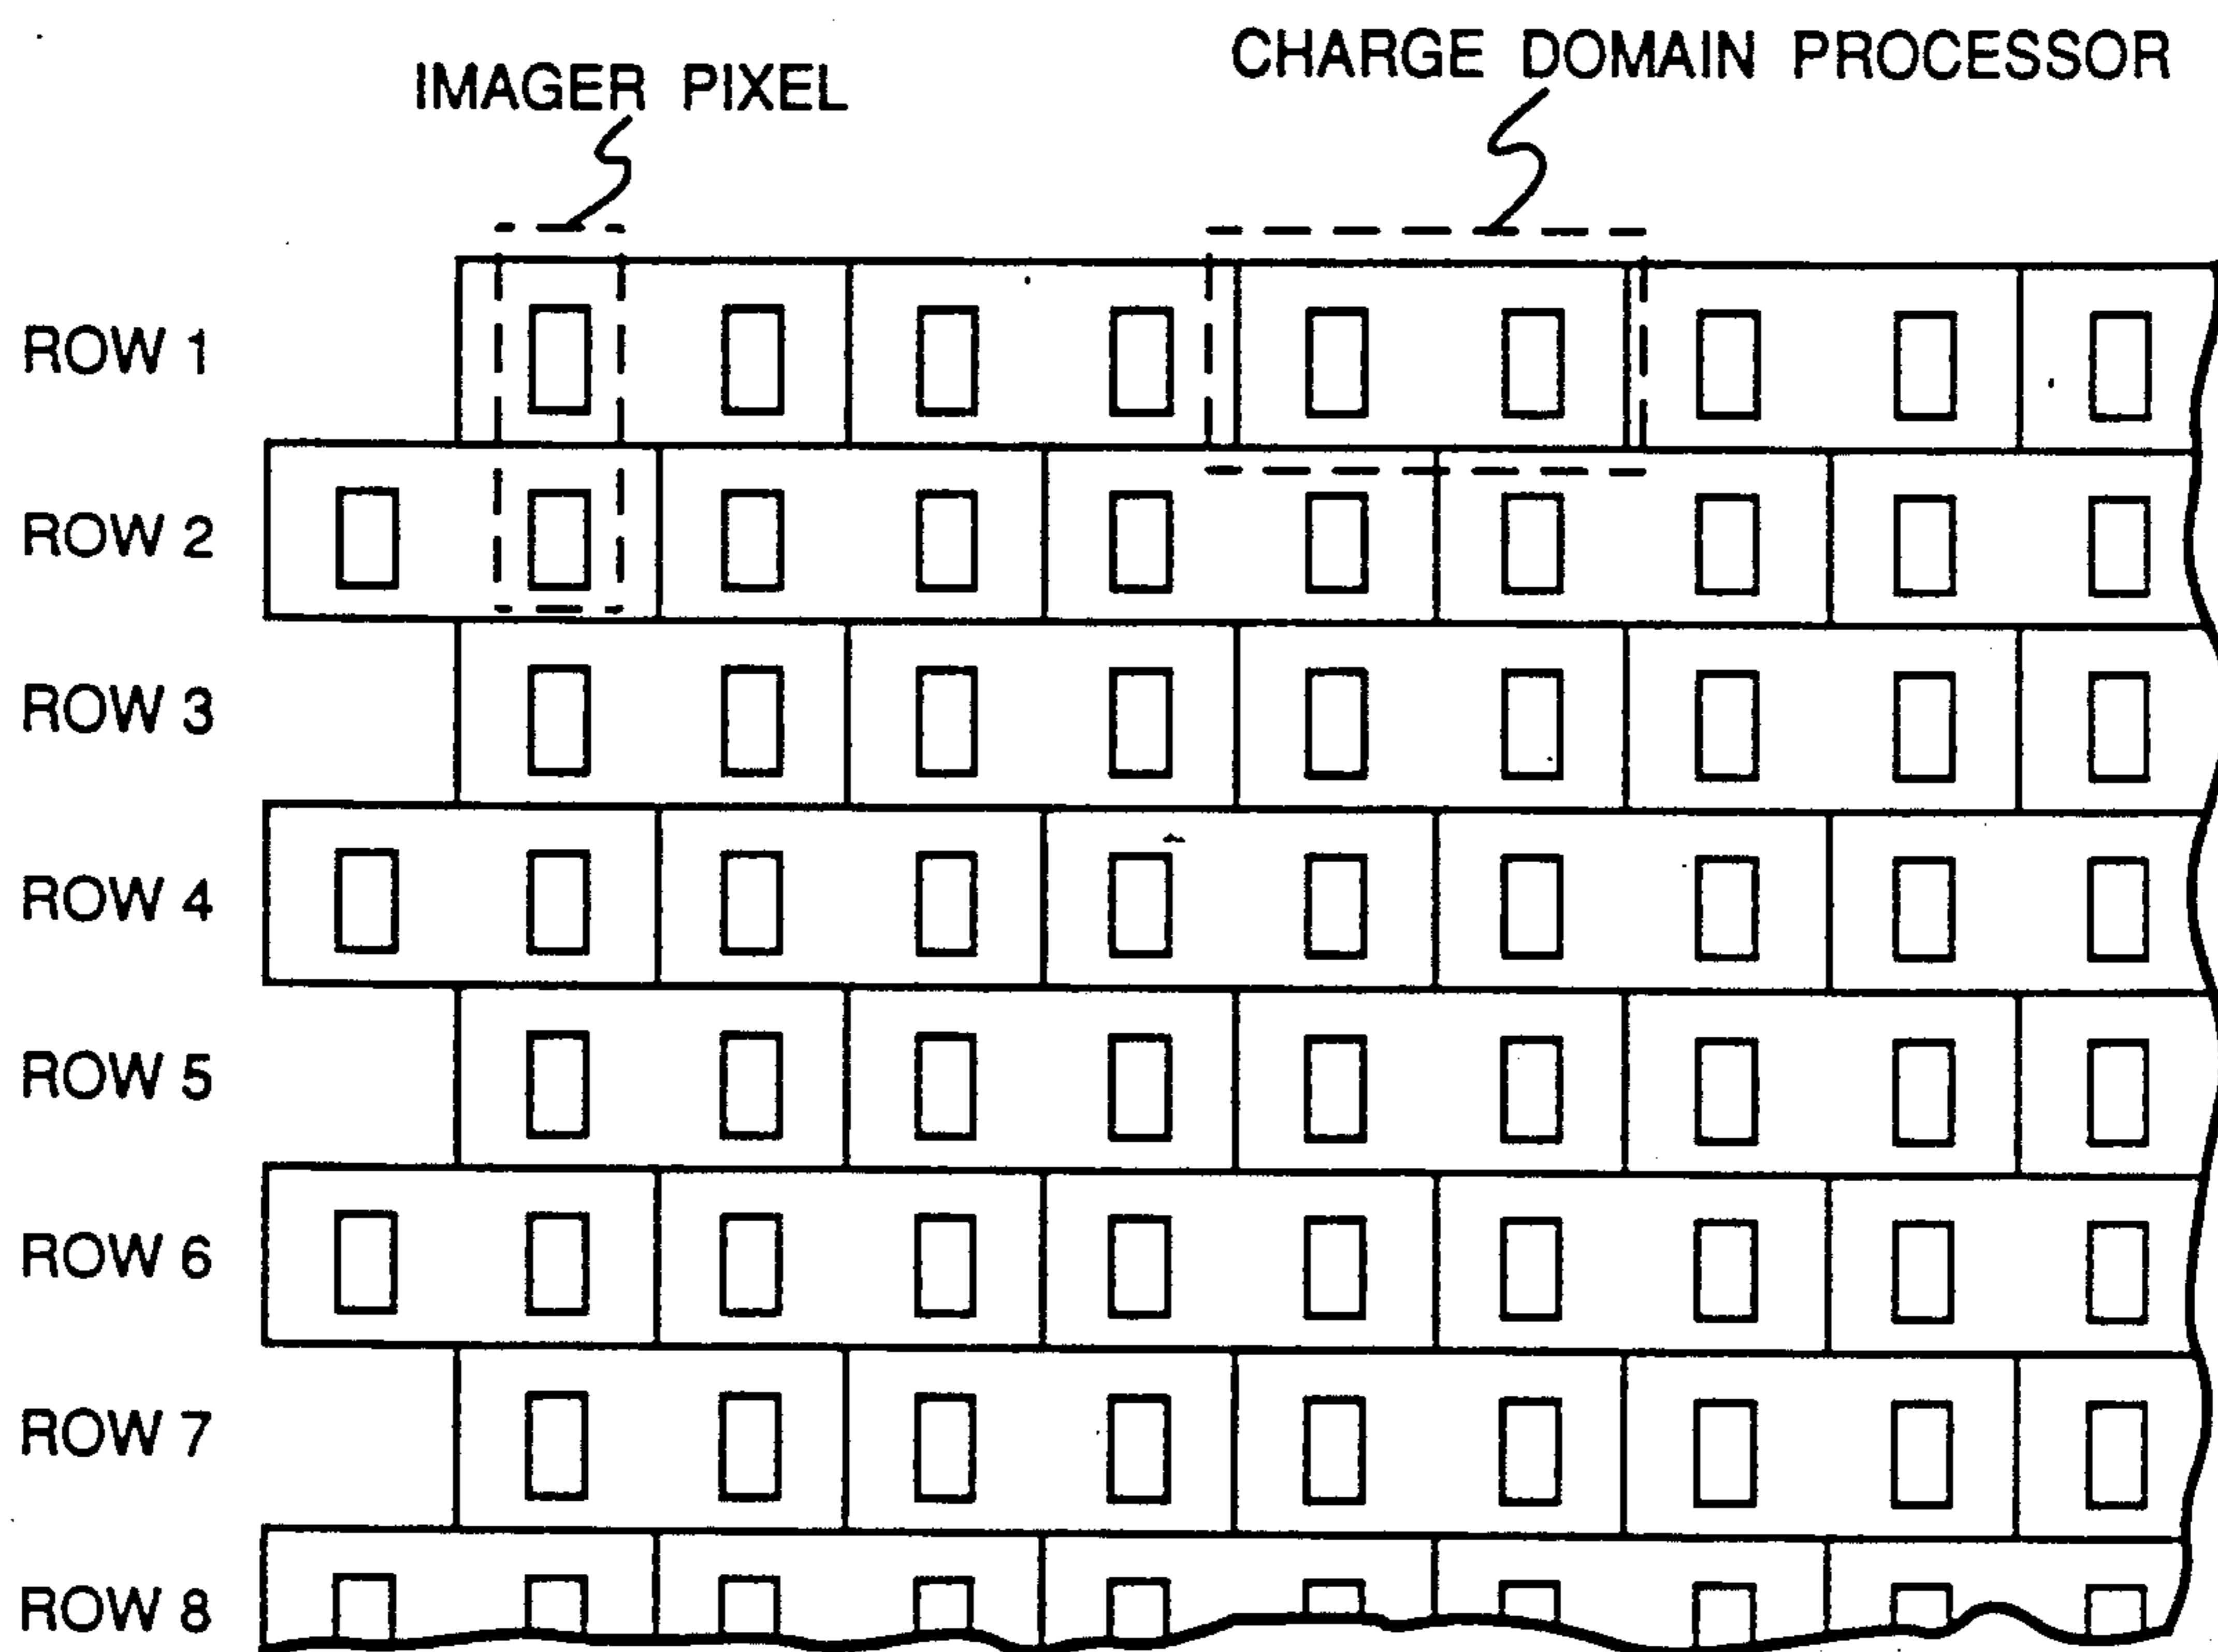 IMAGER PIXEL
CHARGE DOMAIN PROCESSOR
ROW 1
ROW 2
ROW 3
ROW 4
ROW 5
ROW 6
ROW 7
ROW 8